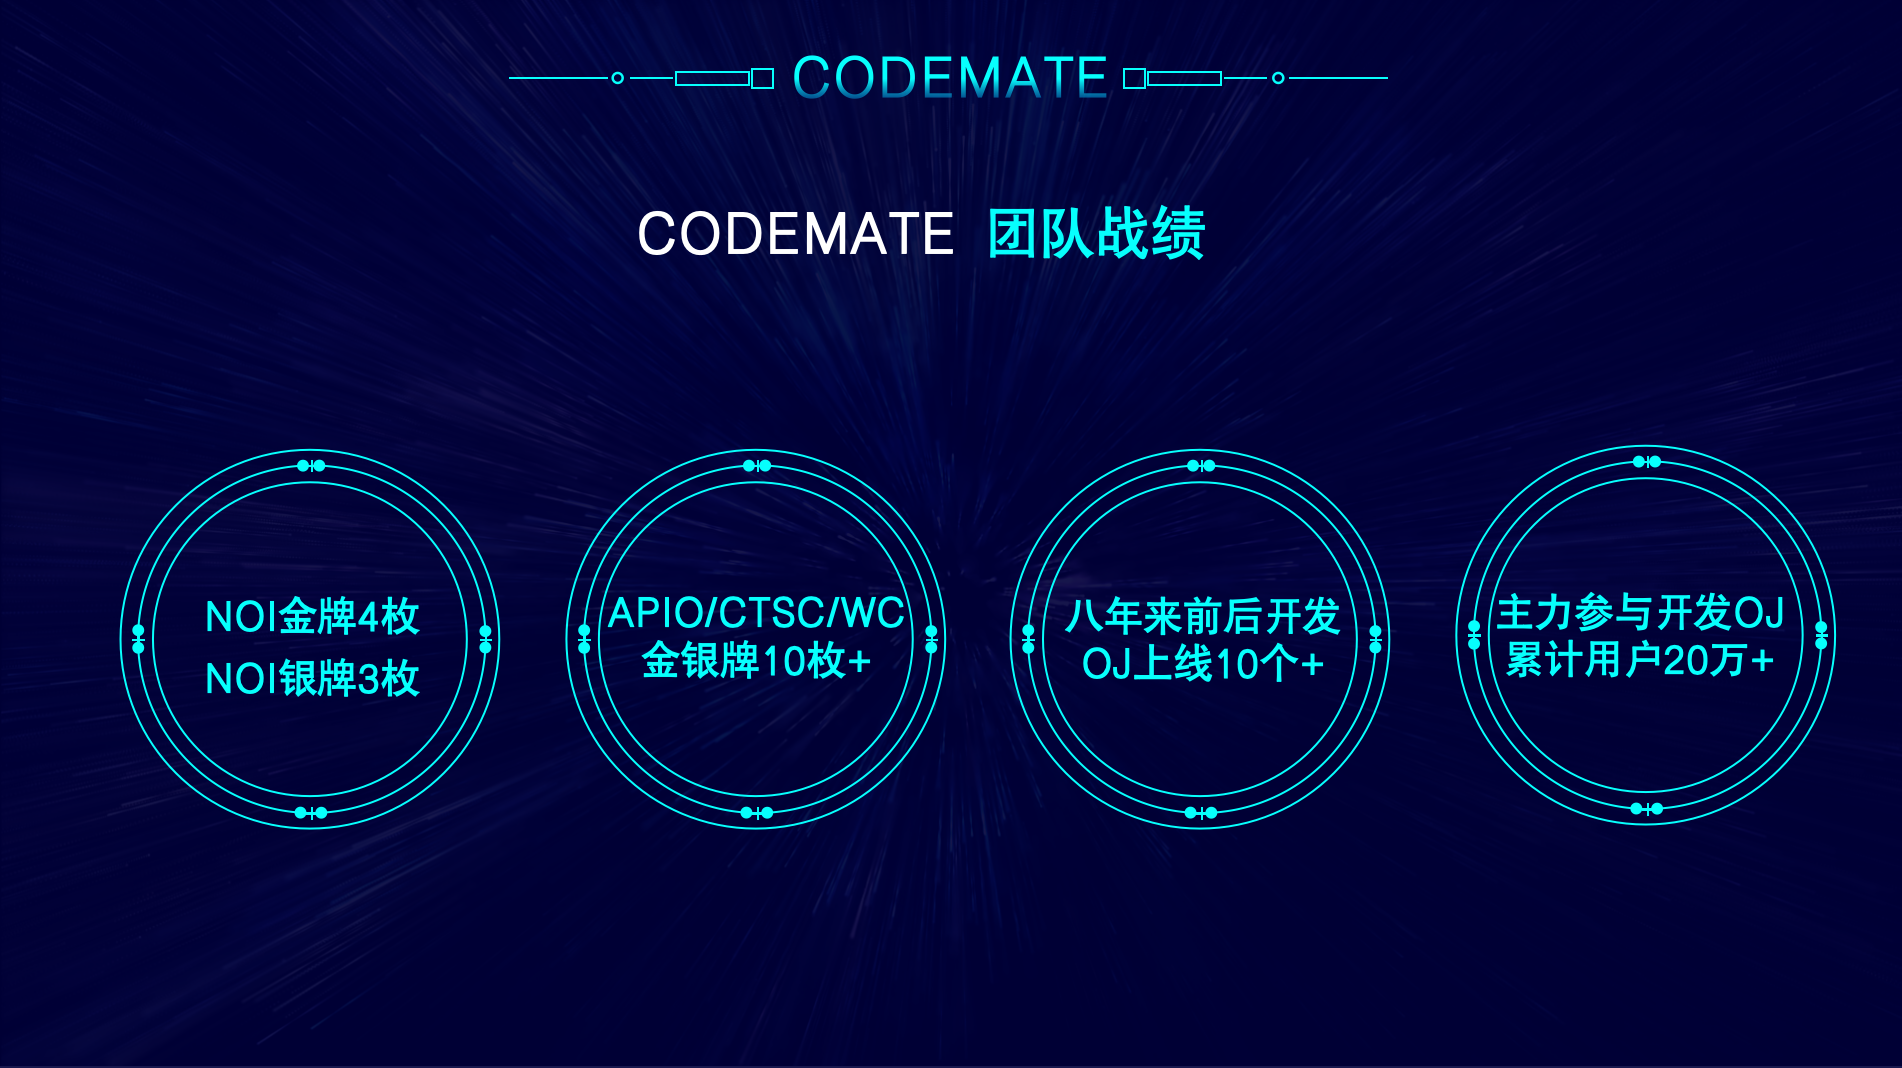 CODEMATE
CODEMATE 团队战绩
NOI金牌4枚
NOI银牌3枚
APIO/CTSC/WC
金银牌10枚+
八年来前后开发
OJ上线10个+
主力参与开发OJ
累计用户20万+